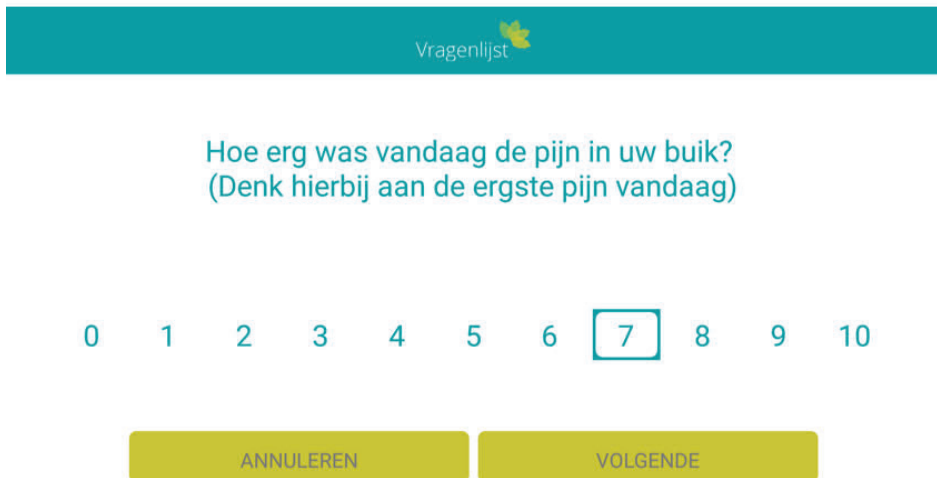 Vragenlijst
Hoe erg was vandaag de pijn in uw buik?
(Denk hierbij aan de ergste pijn vandaag)
0 1 2 3 4 5 6 7 8 9 10
ANNULEREN VOLGENDE